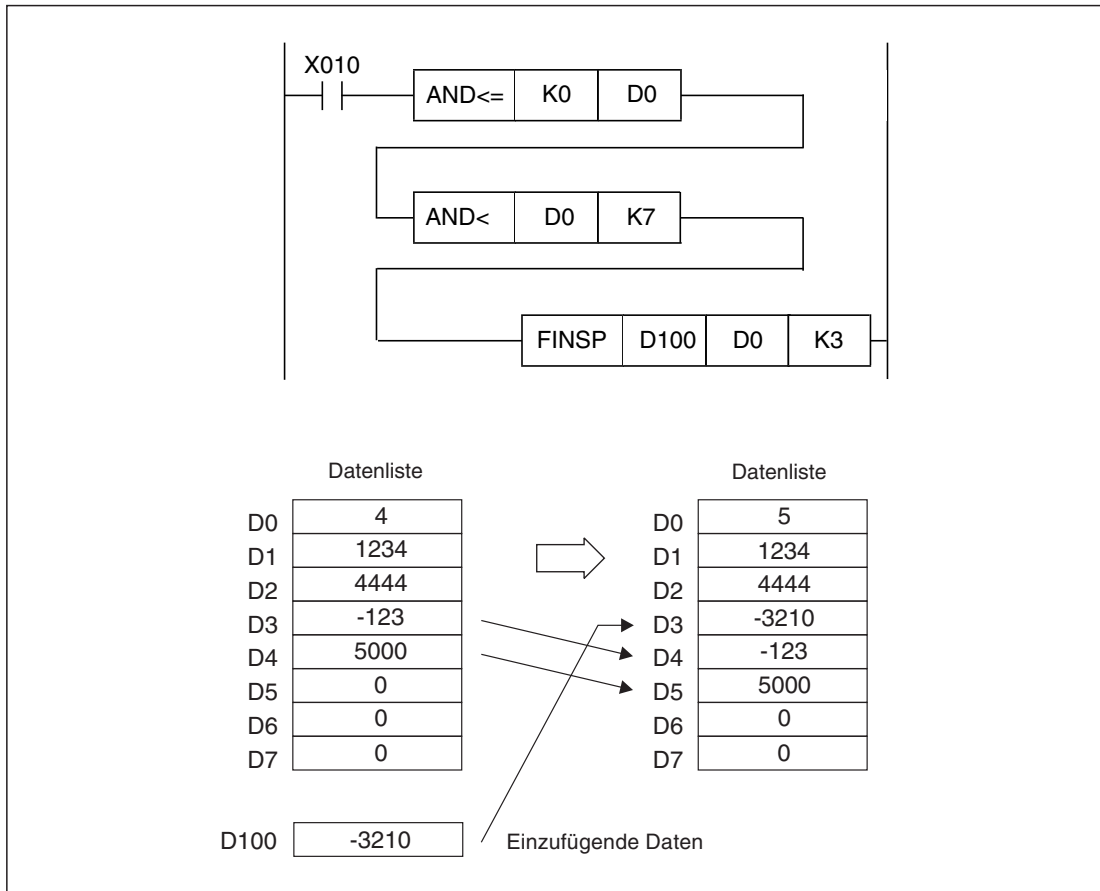 X010
AND<= K0 D0
AND< D0 K7
FINSP D100 D0 K3
Datenliste Datenliste
D0 4 D0 5
D1 1234 D1 1234
D2 4444 D2 4444
D3 -123 D3 -3210
D4 5000 D4 -123
D5 0 D5 5000
D6 0 D6 0
D7 0 D7 0
D100 -3210 Einzufügende Daten